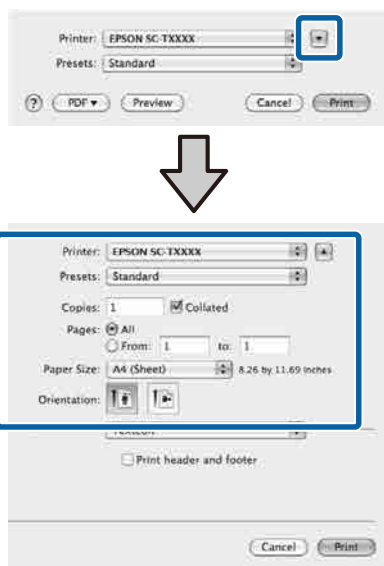 Printer: EPSON SC-TXXXX
Presets: Standard
? PDF▼ Preview Cancel Print
Printer: EPSON SC-TXXXX
Presets: Standard
Copies: 1 Collated
Pages: All
From: 1 to: 1
Paper Size: A4 (Sheet) 8.26 by 11.69 inches
Orientation:
Print header and footer
Cancel Print